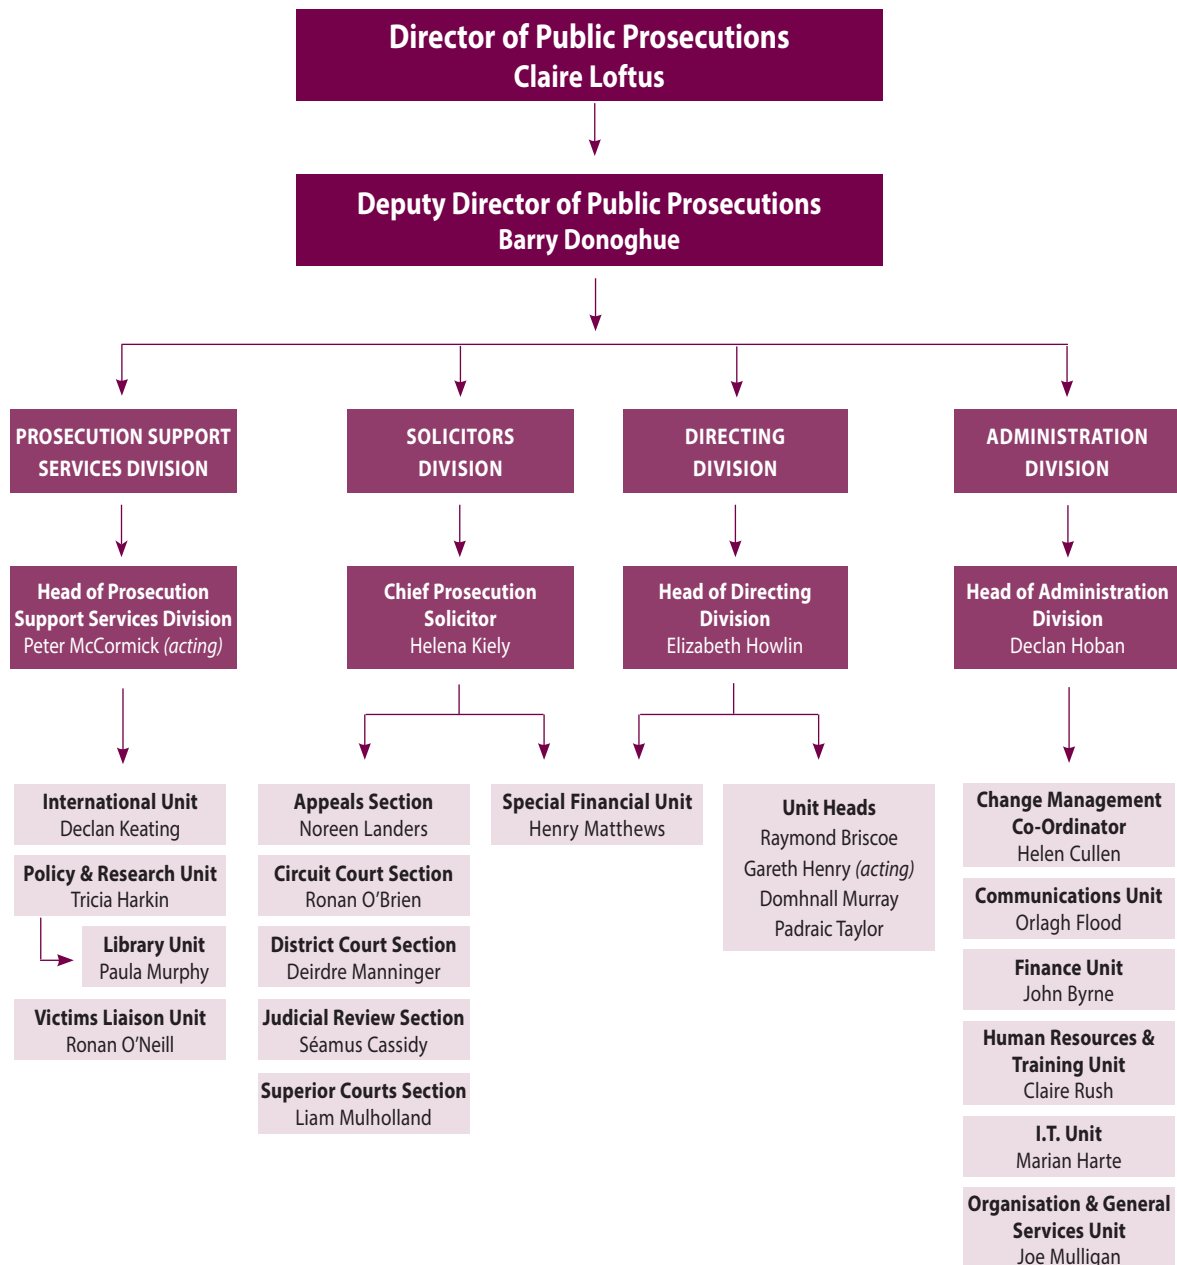 Director of Public Prosecutions
Claire Loftus
Deputy Director of Public Prosecutions
Barry Donoghue
PROSECUTION SUPPORT
SERVICES DIVISION
SOLICITORS
DIVISION
DIRECTING
DIVISION
ADMINISTRATION
DIVISION
Head of Prosecution
Support Services Division
Peter McCormick (acting)
Chief Prosecution
Solicitor
Helena Kiely
Head of Directing
Division
Elizabeth Howlin
Head of Administration
Division
Declan Hoban
International Unit
Declan Keating
Policy & Research Unit
Tricia Harkin
Library Unit
Paula Murphy
Victims Liaison Unit
Ronan O’Neill
Appeals Section
Noreen Landers
Circuit Court Section
Ronan O’Brien
District Court Section
Deirdre Manninger
Judicial Review Section
Séamus Cassidy
Superior Courts Section
Liam Mulholland
Special Financial Unit
Henry Matthews
Unit Heads
Raymond Briscoe
Gareth Henry (acting)
Domhnall Murray
Padraic Taylor
Change Management
Co-Ordinator
Helen Cullen
Communications Unit
Orlagh Flood
Finance Unit
John Byrne
Human Resources &
Training Unit
Claire Rush
I.T. Unit
Marian Harte
Organisation & General
Services Unit
Joe Mulligan